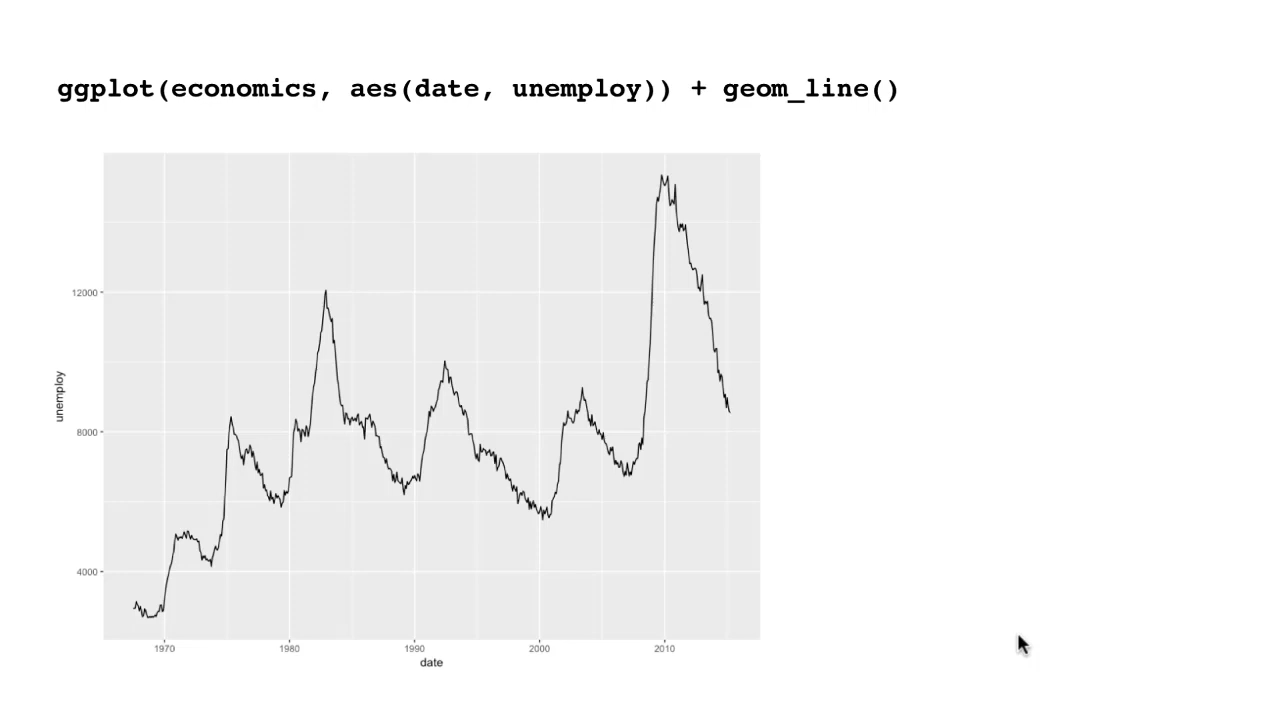 ggplot(economics, aes(date, unemploy)) + geom_line()
12000
8000
4000
unemploy
1970 1980 1990 2000 2010
date